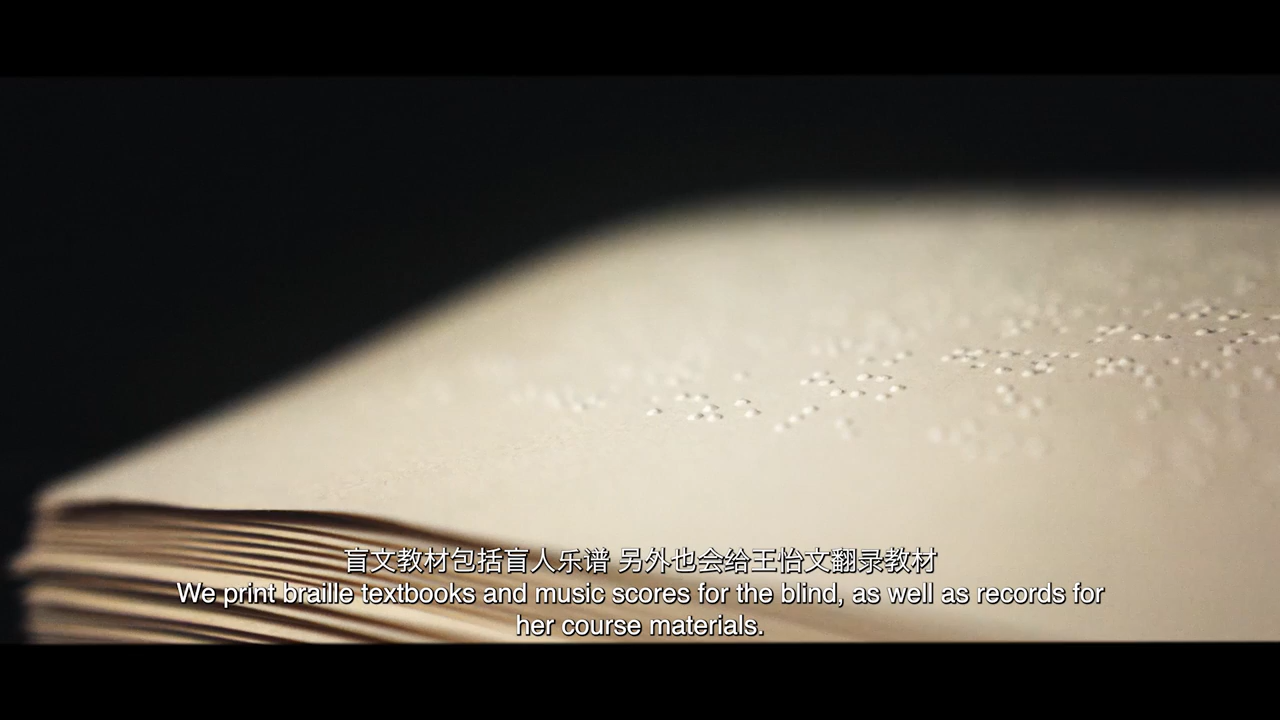 盲文教材包括盲人乐谱 另外也会给王怡文翻录教材
We print braille textbooks and music scores for the blind, as well as records for
her course materials.